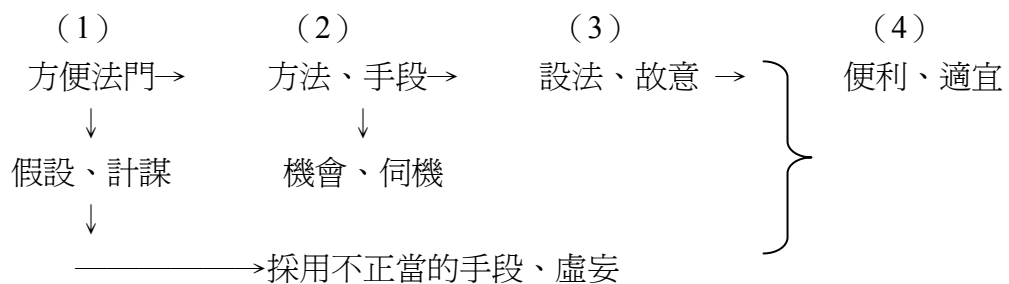 （1） （2） （3） （4）
方便法門→ 方法、手段→ 設法、故意 → 便利、適宜
↓ ↓
假設、計謀 機會、伺機
↓
→採用不正當的手段、虛妄